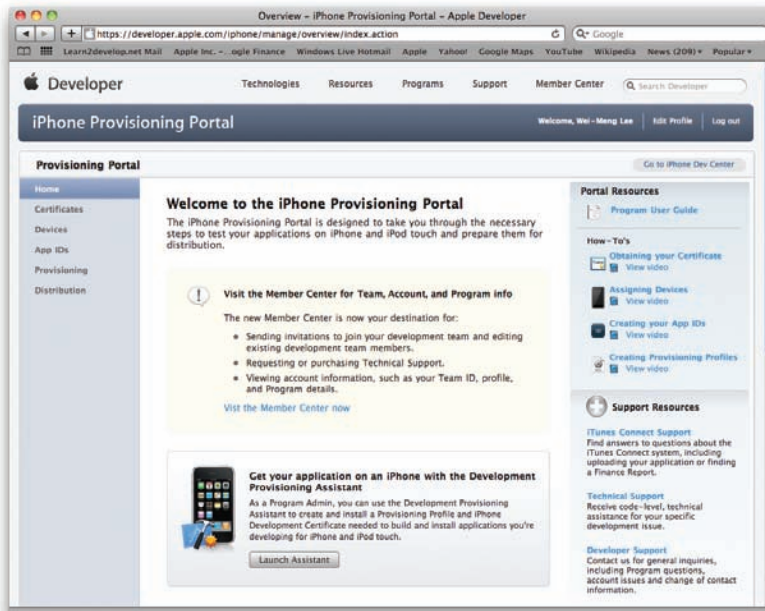 Overview – iPhone Provisioning Portal – Apple Developer
https://developer.apple.com/iphone/manage/overview/index.action
Google
Learn2develop.net Mail Apple Inc. – ...ogle Finance Windows Live Hotmail Apple Yahoo! Google Maps YouTube Wikipedia News (209) Popular
Developer
Technologies Resources Programs Support Member Center Search Developer
iPhone Provisioning Portal
Welcome, Wei-Meng Lee Edit Profile Log out
Provisioning Portal
Go to iPhone Dev Center
Home
Certificates
Devices
App IDs
Provisioning
Distribution
Welcome to the iPhone Provisioning Portal
The iPhone Provisioning Portal is designed to take you through the necessary
steps to test your applications on iPhone and iPod touch and prepare them for
distribution.
Visit the Member Center for Team, Account, and Program info
The new Member Center is now your destination for:
• Sending invitations to join your development team and editing
existing development team members.
• Requesting or purchasing Technical Support.
• Viewing account information, such as your Team ID, profile,
and Program details.
Vist the Member Center now
Get your application on an iPhone with the Development
Provisioning Assistant
As a Program Admin, you can use the Development Provisioning
Assistant to create and install a Provisioning Profile and iPhone
Development Certificate needed to build and install applications you're
developing for iPhone and iPod touch.
Launch Assistant
Portal Resources
Program User Guide
How-To's
Obtaining your Certificate
View video
Assigning Devices
View video
Creating your App IDs
View video
Creating Provisioning Profiles
View video
Support Resources
iTunes Connect Support
Find answers to questions about the
iTunes Connect system, including
uploading your application or finding
a Finance Report.
Technical Support
Receive code-level, technical
assistance for your specific
development issue.
Developer Support
Contact us for general inquiries,
including Program questions,
account issues and change of contact
information.